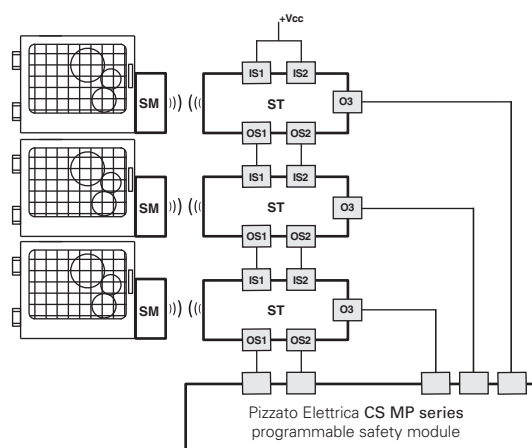 +Vcc
IS1 IS2
SM ST O3
OS1 OS2
IS1 IS2
SM ST O3
OS1 OS2
IS1 IS2
SM ST O3
OS1 OS2
Pizzato Elettrica CS MP series
programmable safety module